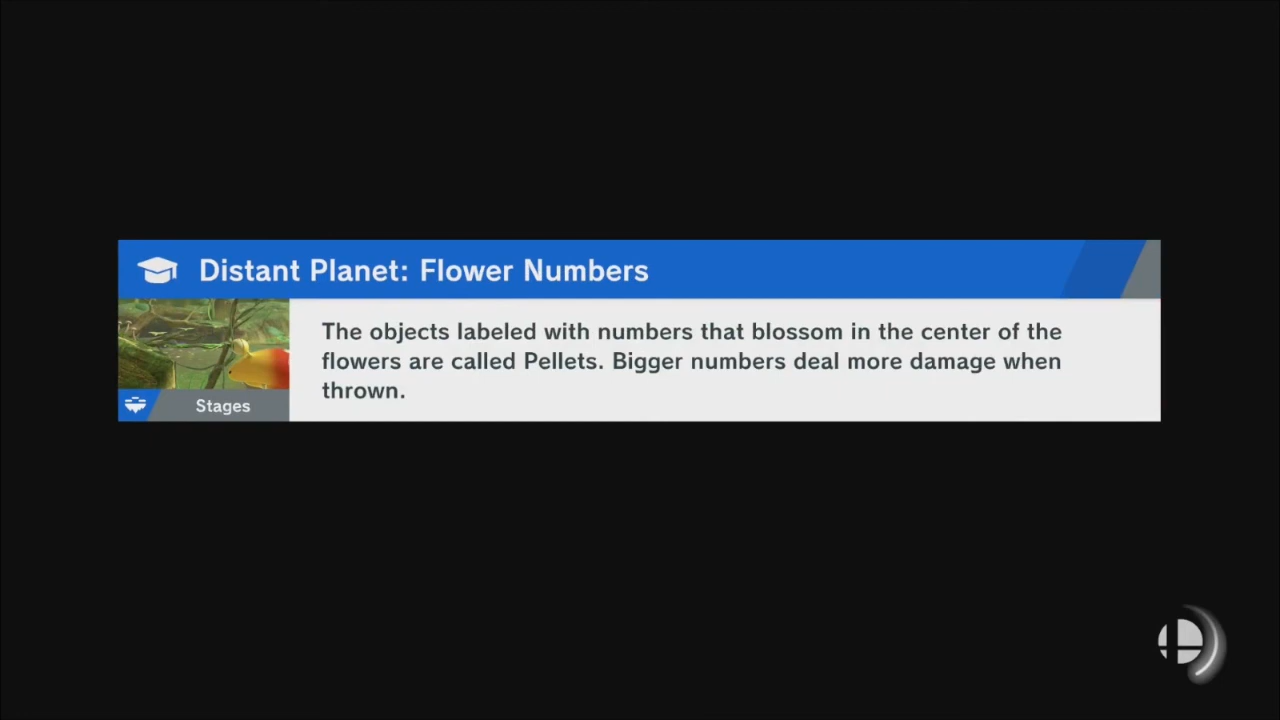 Distant Planet: Flower Numbers
The objects labeled with numbers that blossom in the center of the
flowers are called Pellets. Bigger numbers deal more damage when
thrown.
Stages